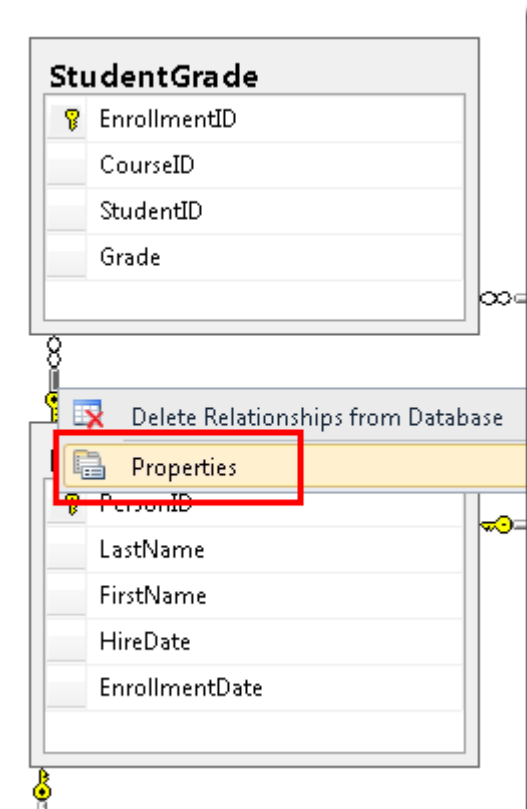 StudentGrade
EnrollmentID
CourseID
StudentID
Grade
Delete Relationships from Database
Properties
PersonID
LastName
FirstName
HireDate
EnrollmentDate